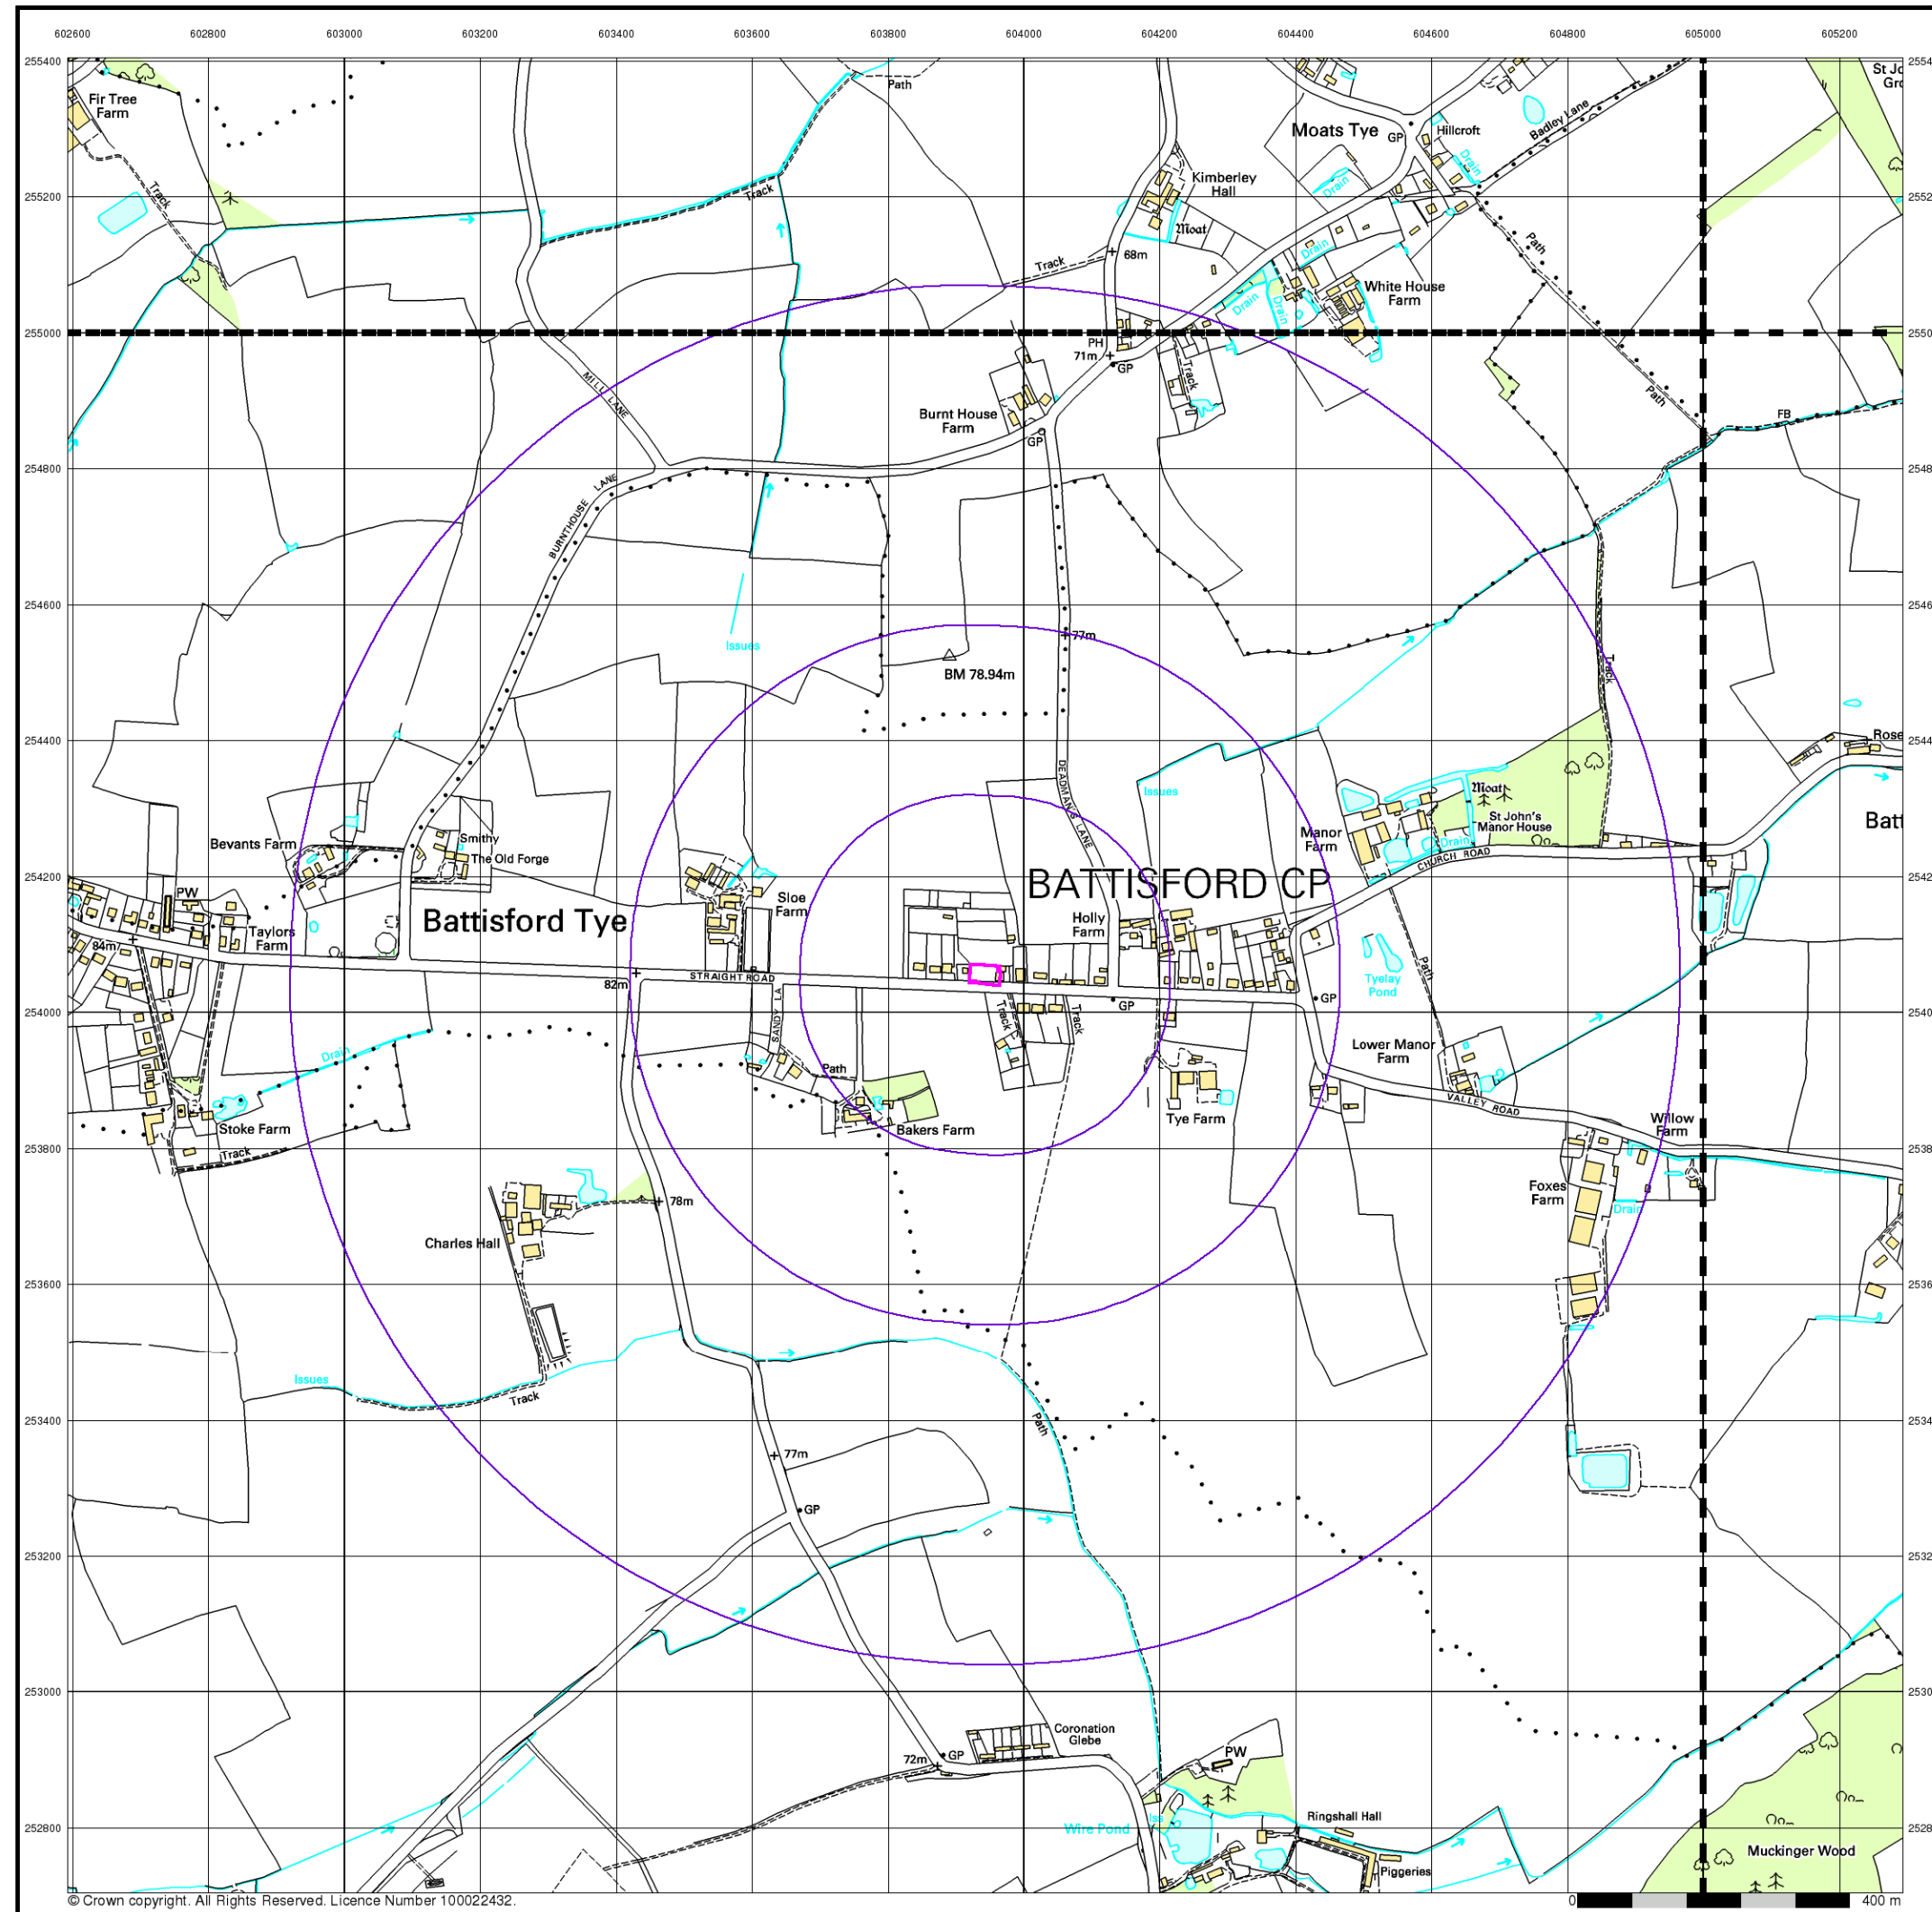 602600 602800 603000 603200 603400 603600 603800 604000 604200 604400 604600 604800 605000 605200
255400
255200
255000
254800
254600
254400
254200
254000
253800
253600
253400
253200
253000
252800
Fir Tree
Farm
Track
Track
Path
Moats Tye
GP
Hillcroft
Badley Lane
Drain
Drain
Kimberley
Hall
Moat
68m
Track
Drain
Path
White House
Farm
Drain
Drain
PH
71m
GP
Track
MILL LANE
Burnt House
Farm
GP
Path
FB
BURNTHOUSE LANE
Issues
77m
BM 78.94m
Track
DEADMAN'S LANE
Issues
Moat
St John's
Manor House
Manor
Farm
Drain
CHURCH ROAD
Rose
Batt
Bevants Farm
Smithy
The Old Forge
PW
Taylors
Farm
84m
Battisford Tye
Sloe
Farm
BATTISFORD CP
Holly
Farm
82m
STRAIGHT ROAD
SANDY LA
Track
Track
GP
GP
Tyelay
Pond
Path
Lower Manor
Farm
Drain
Path
Stoke Farm
Track
Bakers Farm
Tye Farm
VALLEY ROAD
Willow
Farm
Foxes
Farm
Drain
78m
Charles Hall
Issues
Track
Path
77m
GP
Coronation
Glebe
72m
GP
PW
Iss
Wire Pond
Ringshall Hall
Piggeries
Muckinger Wood
© Crown copyright. All Rights Reserved. Licence Number 100022432.
0 400 m